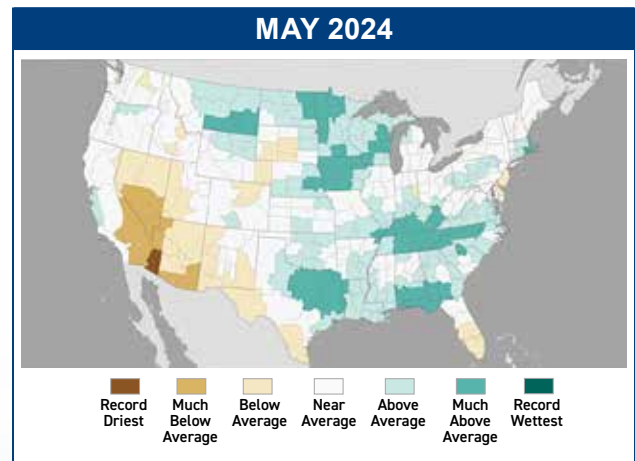 MAY 2024
Record
Driest
Much
Below
Average
Below
Average
Near
Average
Above
Average
Much
Above
Average
Record
Wettest